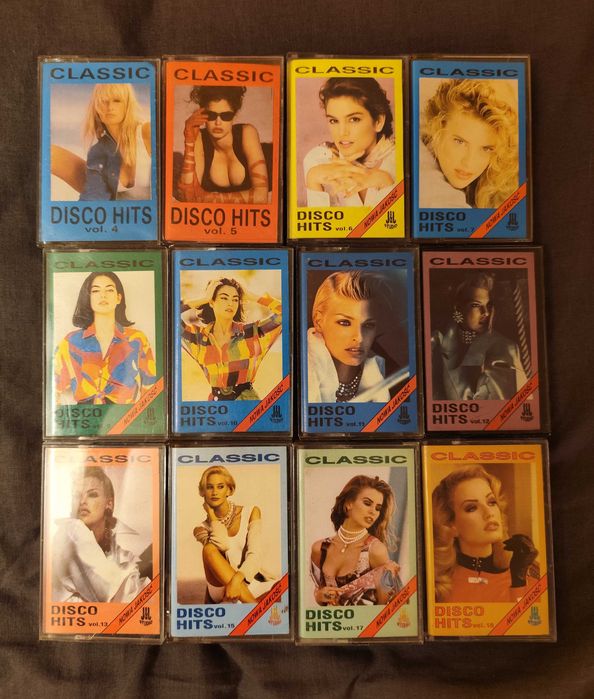 CLASSIC
DISCO HITS
vol. 4
CLASSIC
DISCO HITS
vol. 5
CLASSIC
DISCO
HITS vol.6
NOWA JAKOŚĆ
CLASSIC
DISCO
HITS vol.7
NOWA JAKOŚĆ
CLASSIC
DISCO
HITS vol.9
NOWA JAKOŚĆ
CLASSIC
DISCO
HITS vol.10
NOWA JAKOŚĆ
CLASSIC
DISCO
HITS vol.11
NOWA JAKOŚĆ
CLASSIC
DISCO
HITS vol.12
NOWA JAKOŚĆ
CLASSIC
DISCO
HITS vol.13
NOWA JAKOŚĆ
CLASSIC
DISCO
HITS vol.15
NOWA JAKOŚĆ
CLASSIC
DISCO
HITS vol.17
NOWA JAKOŚĆ
CLASSIC
DISCO
HITS
NOWA JAKOŚĆ